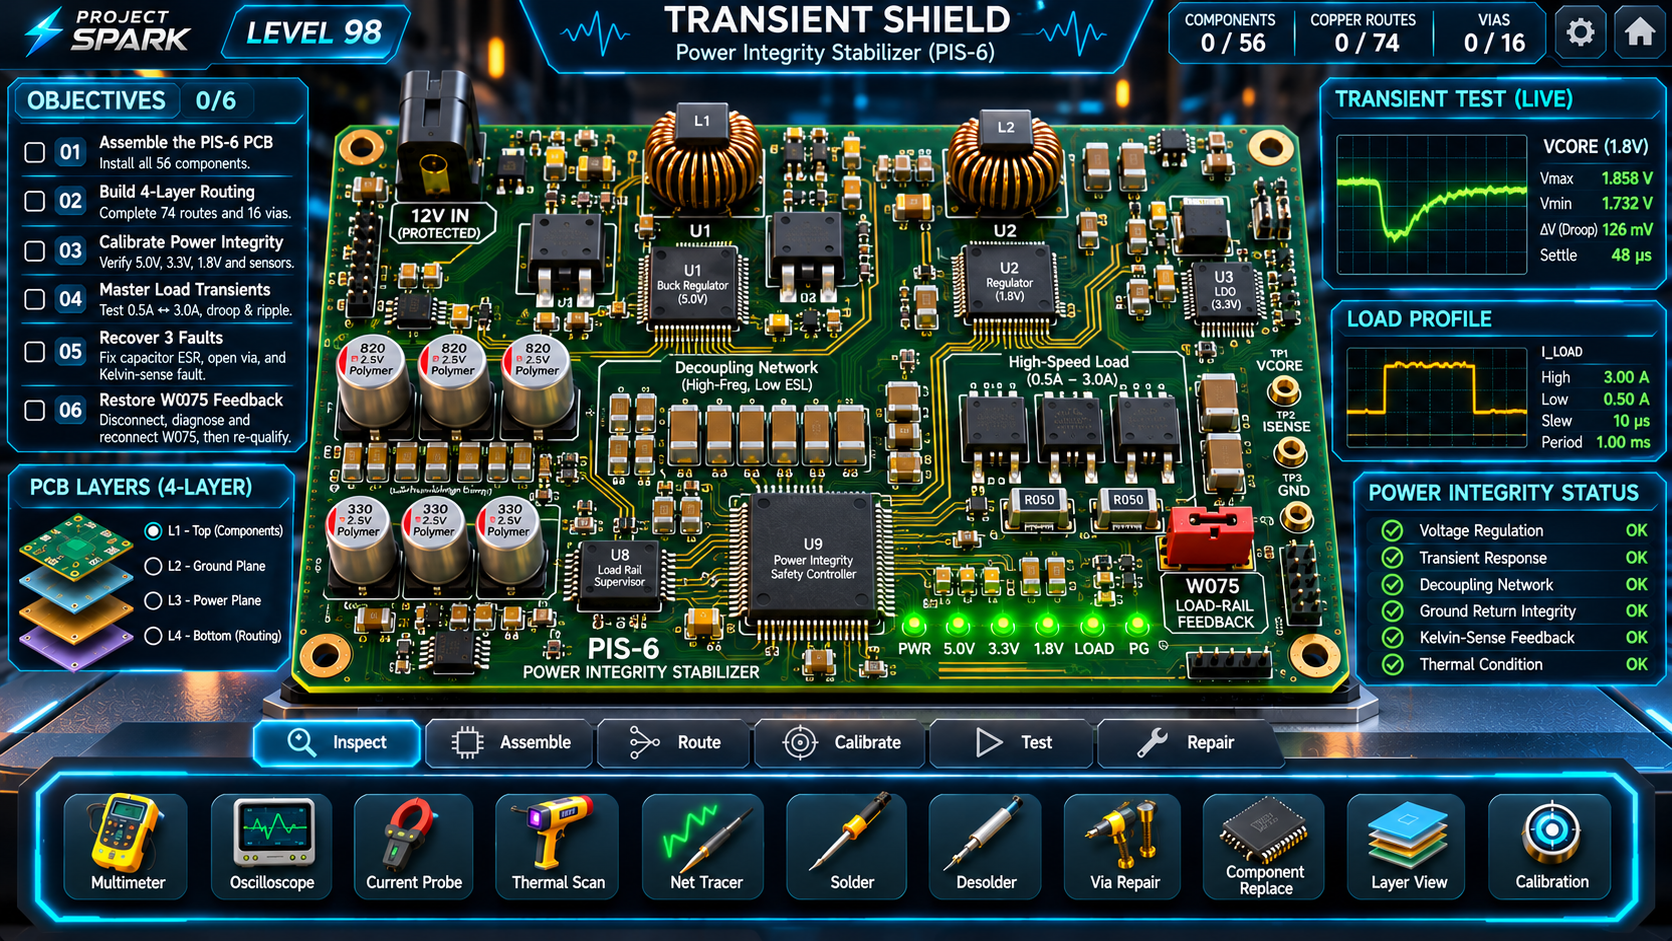 PROJECT
SPARK
LEVEL 98
TRANSIENT SHIELD
Power Integrity Stabilizer (PIS-6)
COMPONENTS
0 / 56
COPPER ROUTES
0 / 74
VIAS
0 / 16
OBJECTIVES 0/6
01 Assemble the PIS-6 PCB
Install all 56 components.
02 Build 4-Layer Routing
Complete 74 routes and 16 vias.
03 Calibrate Power Integrity
Verify 5.0V, 3.3V, 1.8V and sensors.
04 Master Load Transients
Test 0.5A ↔ 3.0A, droop & ripple.
05 Recover 3 Faults
Fix capacitor ESR, open via, and
Kelvin-sense fault.
06 Restore W075 Feedback
Disconnect, diagnose and
reconnect W075, then re-qualify.
PCB LAYERS (4-LAYER)
L1 - Top (Components)
L2 - Ground Plane
L3 - Power Plane
L4 - Bottom (Routing)
12V IN
(PROTECTED)
L1
L2
U1
U1
Buck Regulator
(5.0V)
U2
U2
Regulator
(1.8V)
U3
LDO
(3.3V)
820
2.5V
Polymer
820
2.5V
Polymer
820
2.5V
Polymer
Decoupling Network
(High-Freq, Low ESL)
High-Speed Load
(0.5A – 3.0A)
TP1
VCORE
TP2
ISENSE
TP3
GND
R050
R050
330
2.5V
Polymer
330
2.5V
Polymer
330
2.5V
Polymer
U8
Load Rail
Supervisor
U9
Power Integrity
Safety Controller
W075
LOAD-RAIL
FEEDBACK
PWR 5.0V 3.3V 1.8V LOAD PG
PIS-6
POWER INTEGRITY STABILIZER
TRANSIENT TEST (LIVE)
VCORE (1.8V)
Vmax 1.858 V
Vmin 1.732 V
ΔV (Droop) 126 mV
Settle 48 µs
LOAD PROFILE
I_LOAD
High 3.00 A
Low 0.50 A
Slew 10 µs
Period 1.00 ms
POWER INTEGRITY STATUS
Voltage Regulation OK
Transient Response OK
Decoupling Network OK
Ground Return Integrity OK
Kelvin-Sense Feedback OK
Thermal Condition OK
Inspect
Assemble
Route
Calibrate
Test
Repair
Multimeter
Oscilloscope
Current Probe
Thermal Scan
Net Tracer
Solder
Desolder
Via Repair
Component
Replace
Layer View
Calibration